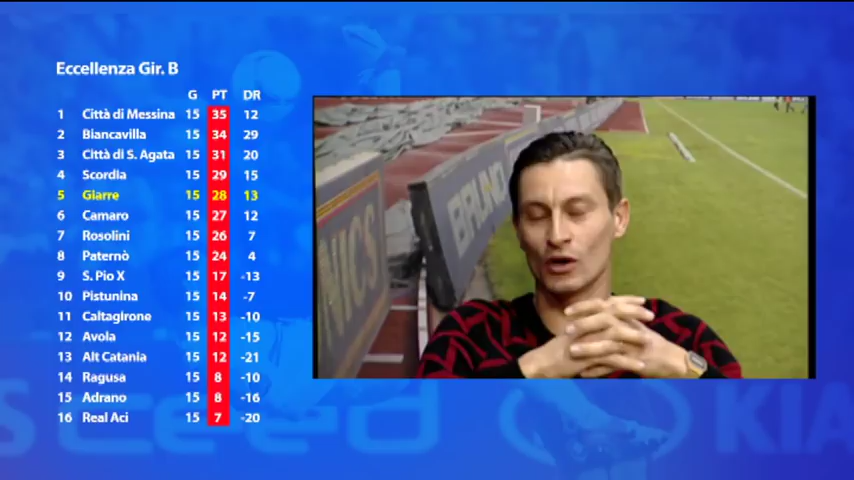 Eccellenza Gir. B
G PT DR
1 Città di Messina 15 35 12
2 Biancavilla 15 34 29
3 Città di S. Agata 15 31 20
4 Scordia 15 29 15
5 Giarre 15 28 13
6 Camaro 15 27 12
7 Rosolini 15 26 7
8 Paternò 15 24 4
9 S. Pio X 15 17 -13
10 Pistunina 15 14 -7
11 Caltagirone 15 13 -10
12 Avola 15 12 -15
13 Alt Catania 15 12 -21
14 Ragusa 15 8 -10
15 Adrano 15 8 -16
16 Real Aci 15 7 -20
BRUNO
NICS
S ceed KIA